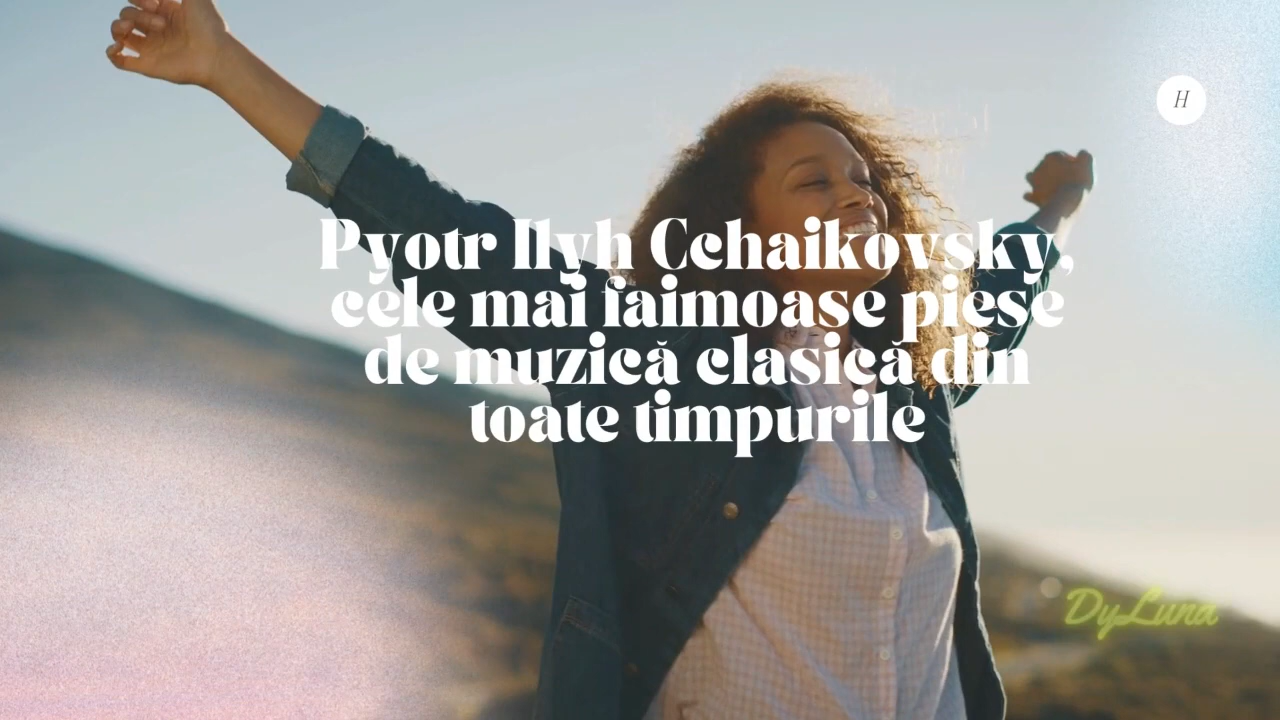 H
Pyotr Ilyh Cchaikovsky,
cele mai faimoase piese
de muzică clasică din
toate timpurile
DyLuna